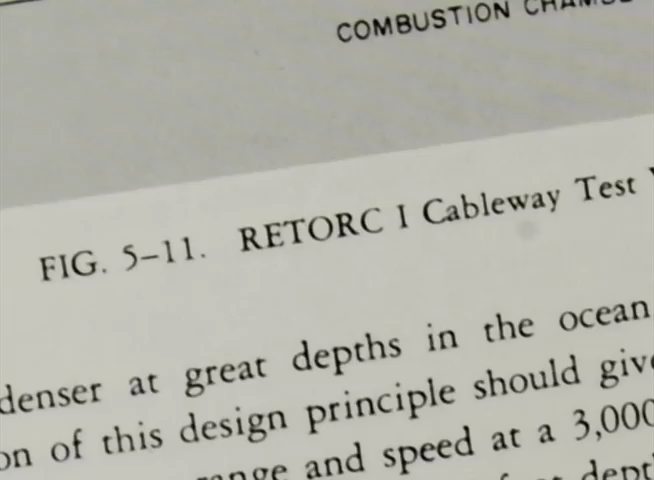 COMBUSTION
FIG. 5–11. RETORC I Cableway Test
denser at great depths in the ocean
on of this design principle should give
and speed at a 3,000